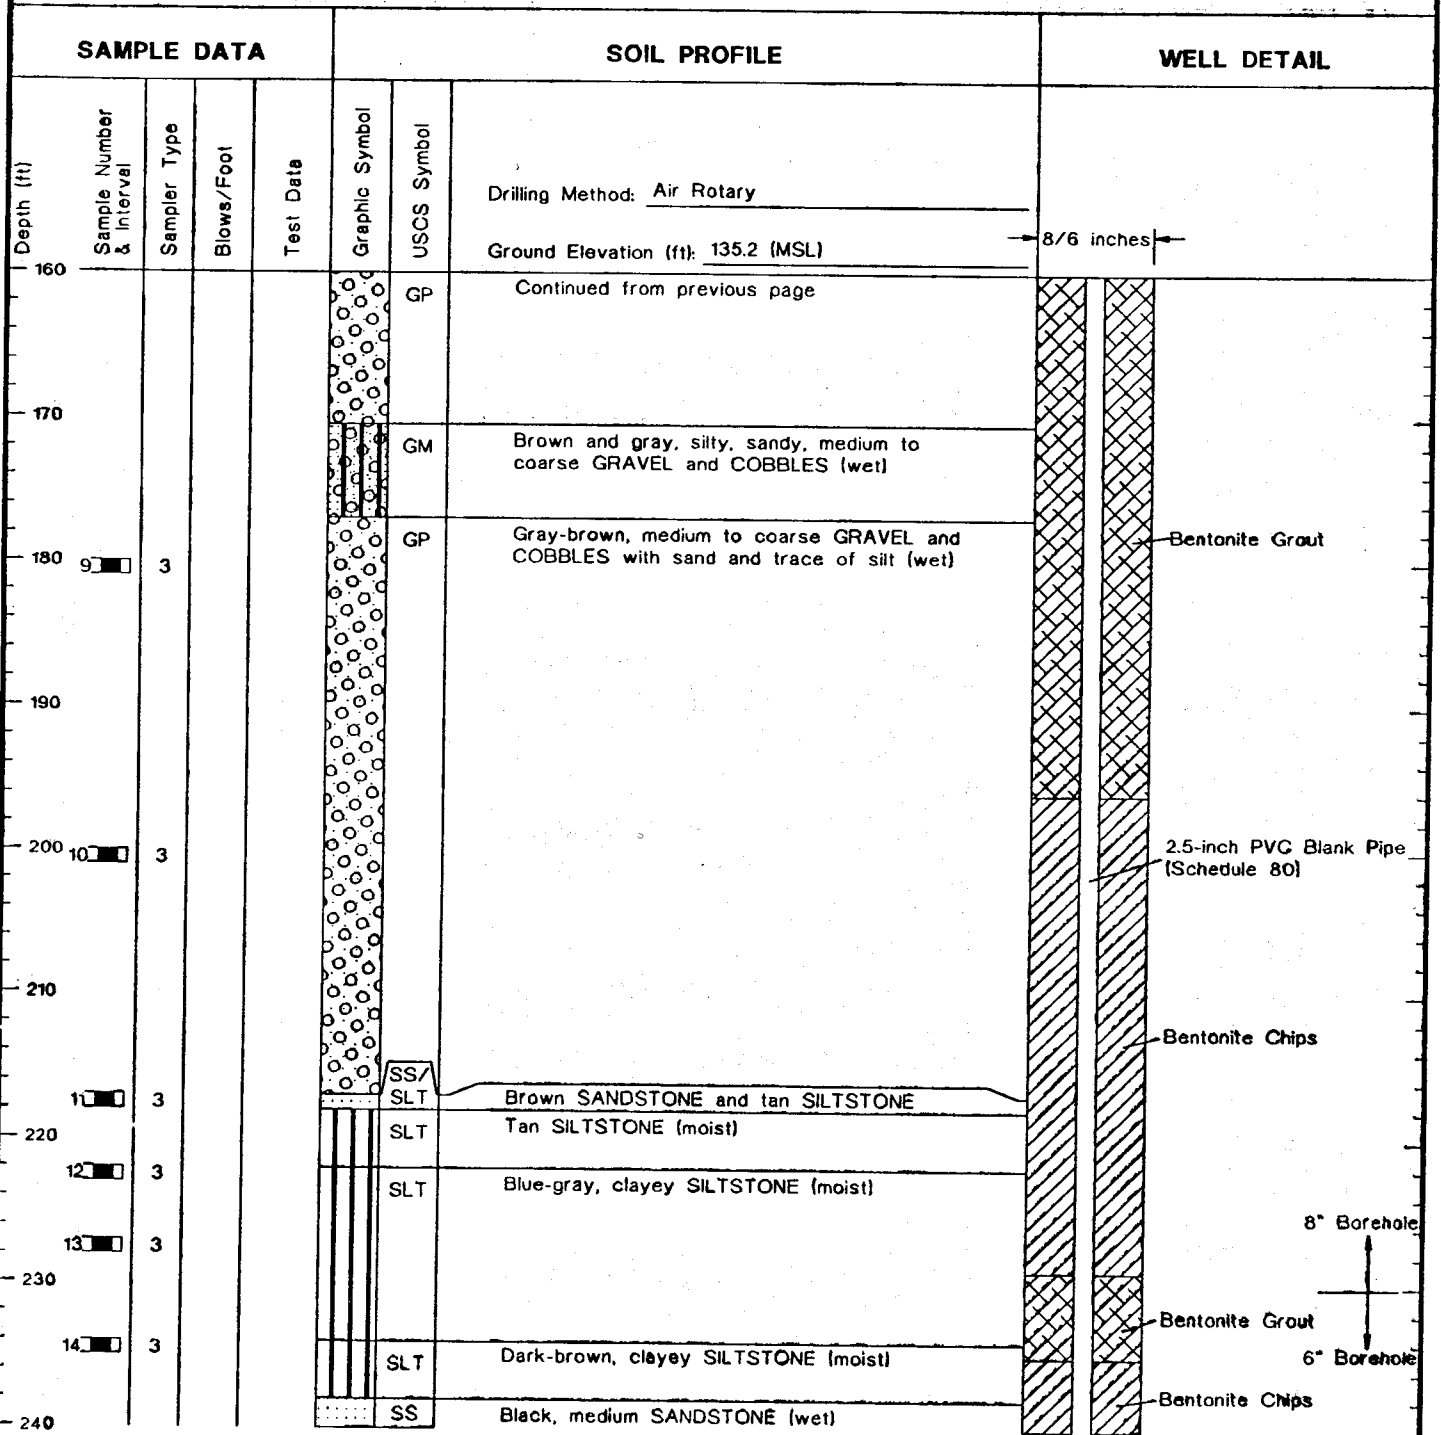 SAMPLE DATA
SOIL PROFILE
WELL DETAIL
Depth (ft)
Sample Number
& Interval
Sampler Type
Blows/Foot
Test Data
Graphic Symbol
USCS Symbol
Drilling Method: Air Rotary
Ground Elevation (ft): 135.2 (MSL)
8/6 inches
160
GP
Continued from previous page
170
GM
Brown and gray, silty, sandy, medium to
coarse GRAVEL and COBBLES (wet)
GP
Gray-brown, medium to coarse GRAVEL and
COBBLES with sand and trace of silt (wet)
Bentonite Grout
180
9
3
190
200
10
3
2.5-inch PVC Blank Pipe
(Schedule 80)
210
Bentonite Chips
SS/
SLT
Brown SANDSTONE and tan SILTSTONE
11
3
220
SLT
Tan SILTSTONE (moist)
12
3
SLT
Blue-gray, clayey SILTSTONE (moist)
8" Borehole
13
3
230
Bentonite Grout
14
3
SLT
Dark-brown, clayey SILTSTONE (moist)
6" Borehole
Bentonite Chips
240
SS
Black, medium SANDSTONE (wet)